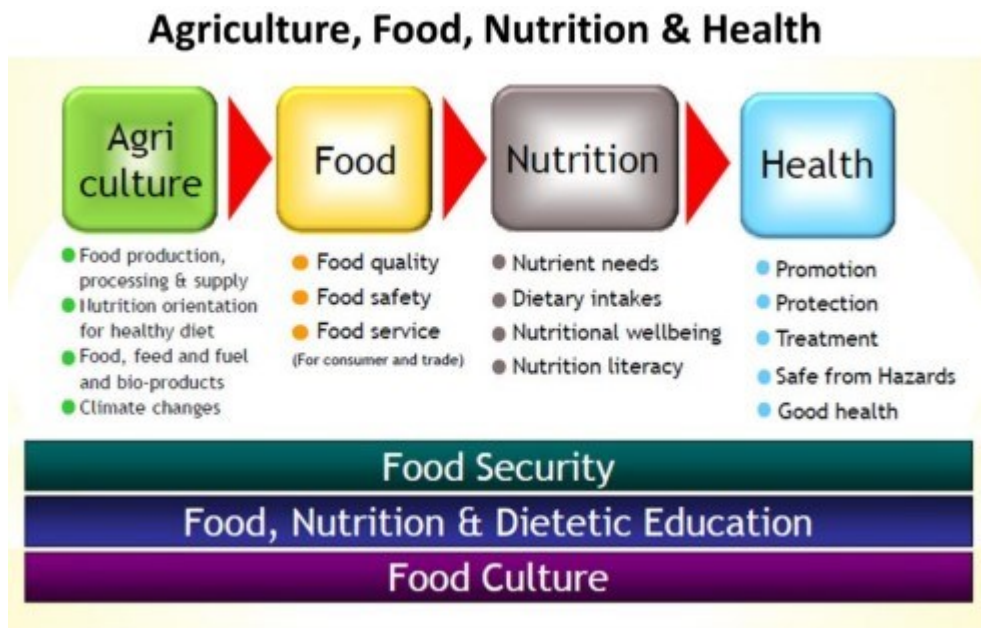 Agriculture, Food, Nutrition & Health
Agri
culture
Food
Nutrition
Health
Food production,
processing & supply
Nutrition orientation
for healthy diet
Food, feed and fuel
and bio-products
Climate changes
Food quality
Food safety
Food service
(For consumer and trade)
Nutrient needs
Dietary intakes
Nutritional wellbeing
Nutrition literacy
Promotion
Protection
Treatment
Safe from Hazards
Good health
Food Security
Food, Nutrition & Dietetic Education
Food Culture